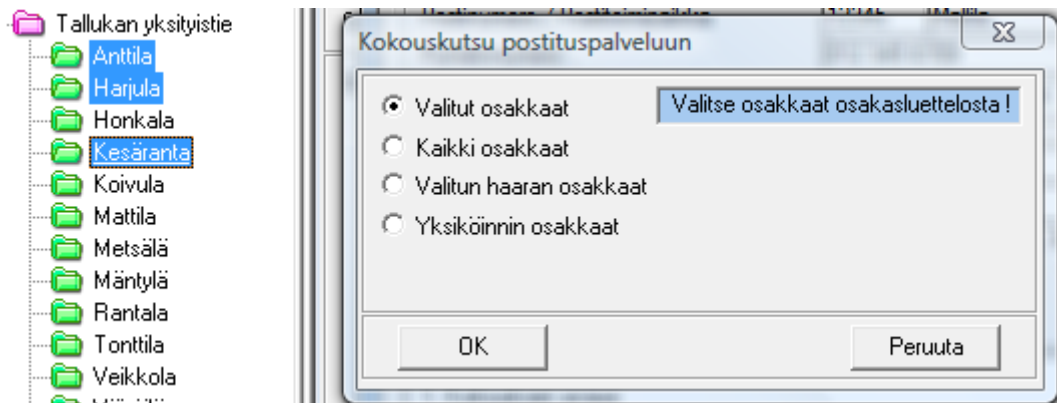 Tallukan yksityistie
Anttila
Harjula
Honkala
Kesäranta
Koivula
Mattila
Metsälä
Mäntylä
Rantala
Tonttila
Veikkola
Kokouskutsu postituspalveluun
Valitut osakkaat
Valitse osakkaat osakasluettelosta !
Kaikki osakkaat
Valitun haaran osakkaat
Yksiköinnin osakkaat
OK
Peruuta